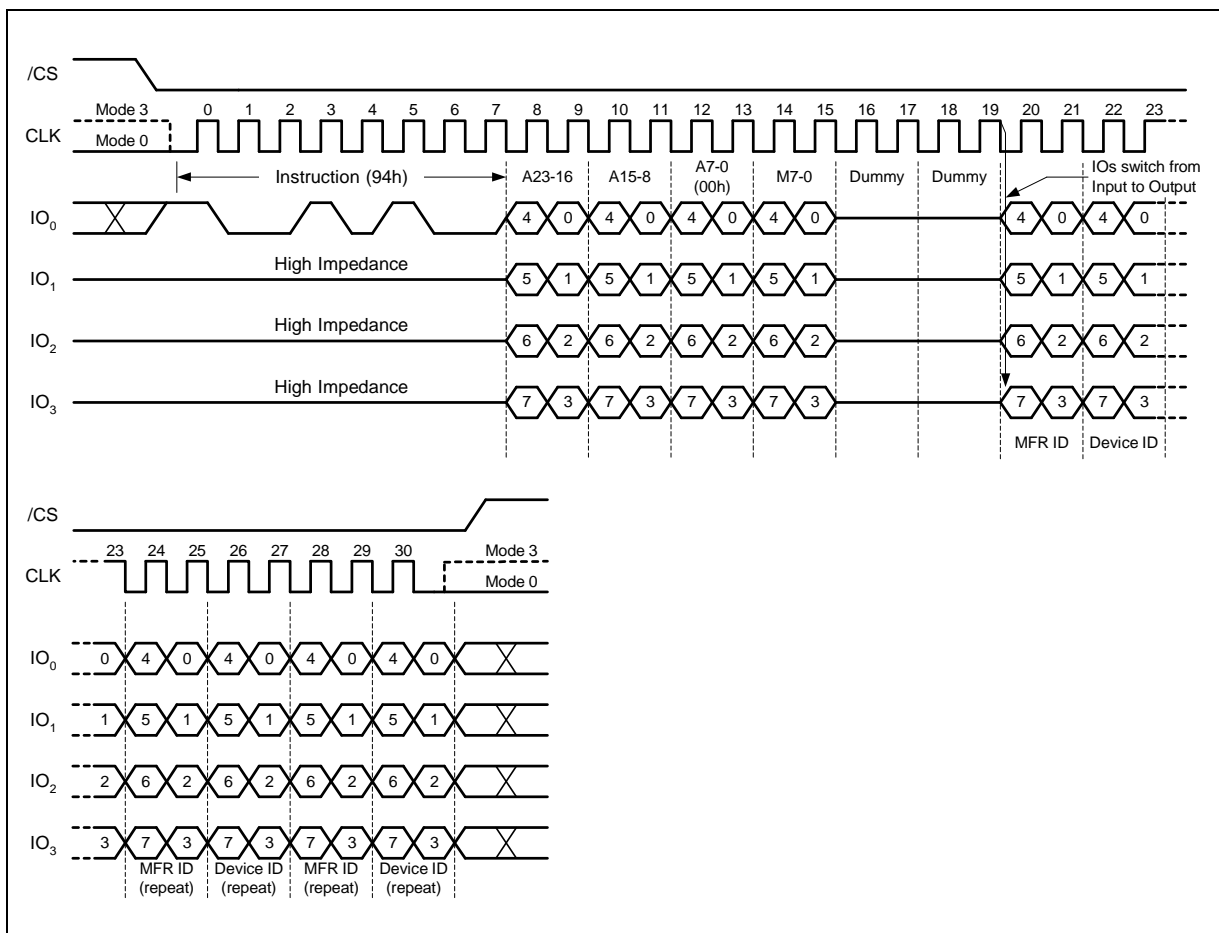 /CS
Mode 3 0 1 2 3 4 5 6 7 8 9 10 11 12 13 14 15 16 17 18 19 20 21 22 23
CLK Mode 0
Instruction (94h) A23-16 A15-8 A7-0 (00h) M7-0 Dummy Dummy IOs switch from Input to Output
IO0 4 0 4 0 4 0 4 0 4 0 4 0
High Impedance
IO1 5 1 5 1 5 1 5 1 5 1 5 1
High Impedance
IO2 6 2 6 2 6 2 6 2 6 2 6 2
High Impedance
IO3 7 3 7 3 7 3 7 3 7 3 7 3
MFR ID Device ID
/CS
23 24 25 26 27 28 29 30 Mode 3
CLK Mode 0
IO0 0 4 0 4 0 4 0 4 0
IO1 1 5 1 5 1 5 1 5 1
IO2 2 6 2 6 2 6 2 6 2
IO3 3 7 3 7 3 7 3 7 3
MFR ID Device ID MFR ID Device ID
(repeat) (repeat) (repeat) (repeat)